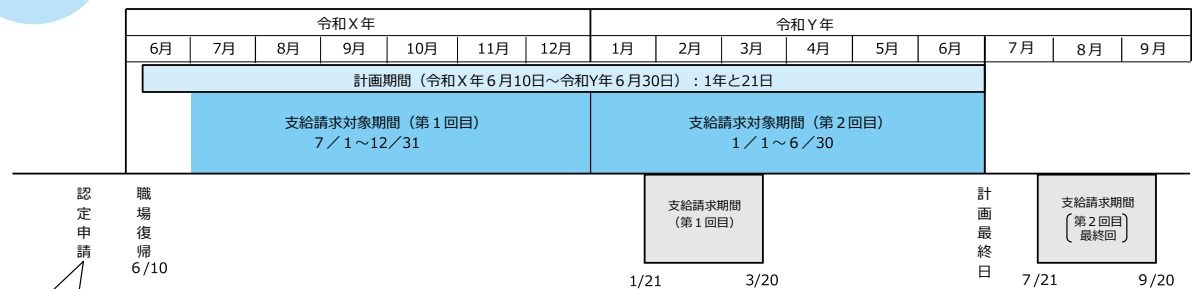 令和X年
令和Y年
6月 7月 8月 9月 10月 11月 12月 1月 2月 3月 4月 5月 6月 7月 8月 9月
計画期間（令和X年6月10日～令和Y年6月30日）：1年と21日
支給請求対象期間（第1回目）
7／1～12／31
支給請求対象期間（第2回目）
1／1～6／30
認定申請
職場復帰
6/10
支給請求期間
（第1回目）
1/21
3/20
計画最終日
支給請求期間
〔第2回目〕
最終回
7/21
9/20